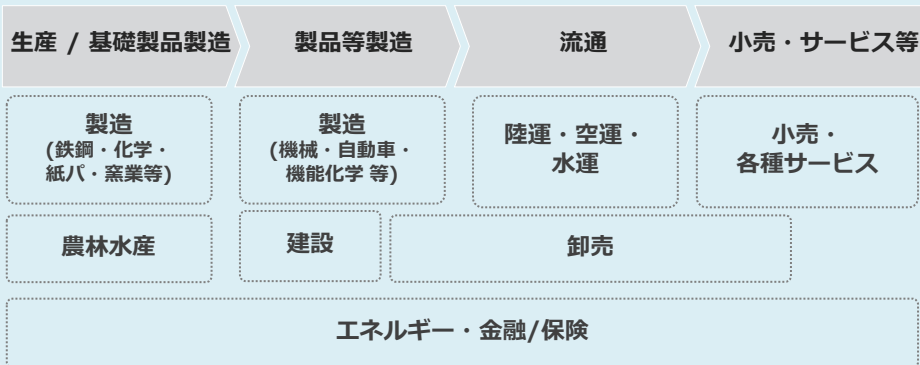 生産 / 基礎製品製造
製品等製造
流通
小売・サービス等
製造
(鉄鋼・化学・
紙パ・窯業等)
製造
(機械・自動車・
機能化学 等)
陸運・空運・
水運
小売・
各種サービス
農林水産
建設
卸売
エネルギー・金融/保険